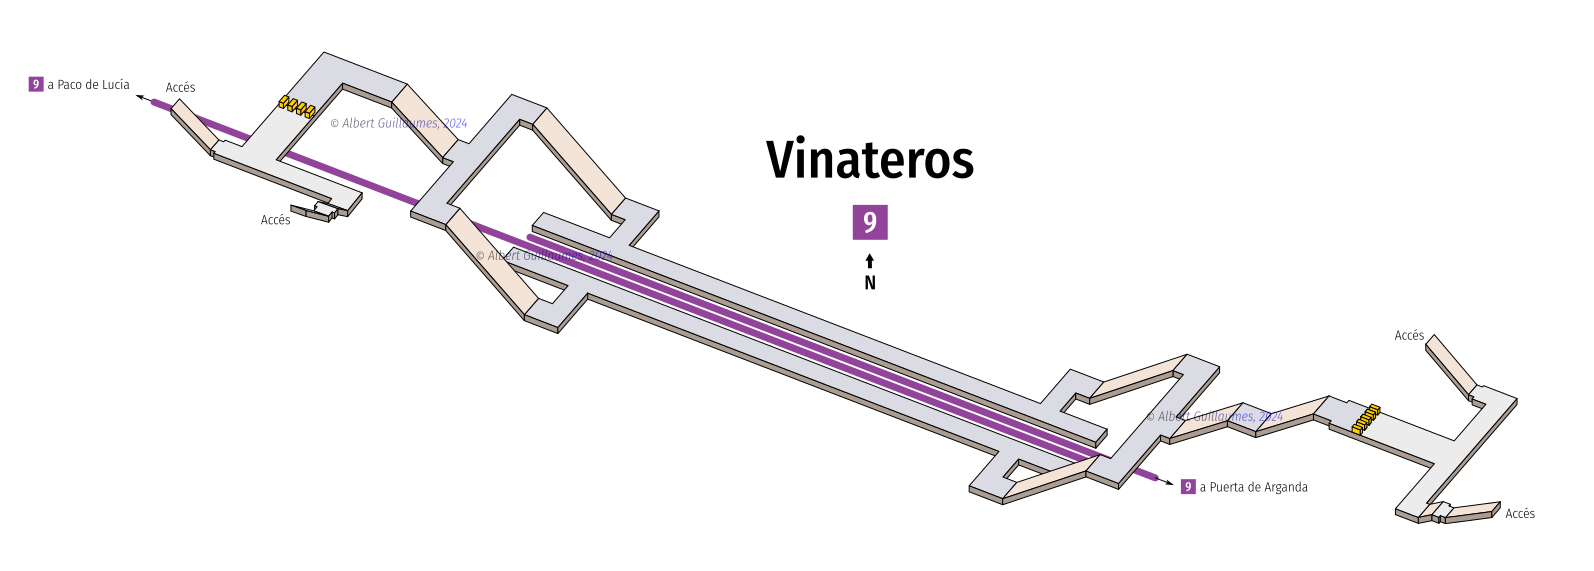 9 a Paco de Lucía
Accés
© Albert Guillaumes, 2024
Vinateros
9
N
Accés
© Albert Guillaumes, 2024
Accés
© Albert Guillaumes, 2024
9 a Puerta de Arganda
Accés